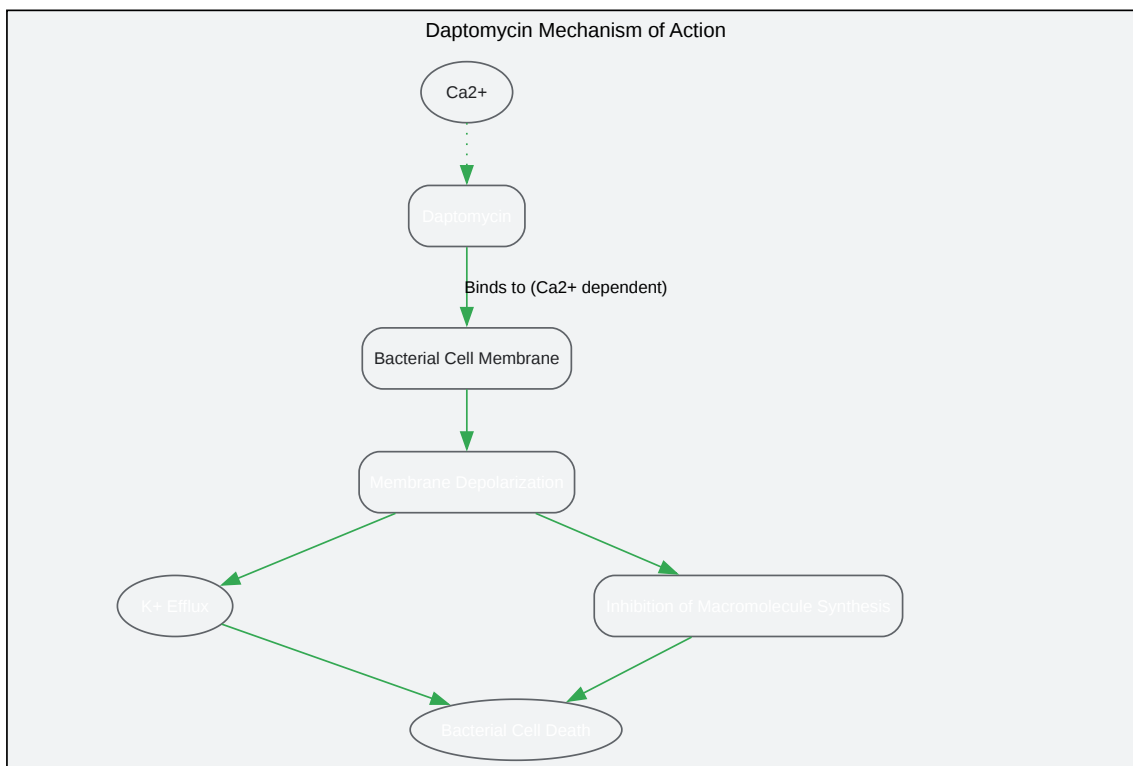 Daptomycin Mechanism of Action
Ca2+
Daptomycin
Binds to (Ca2+ dependent)
Bacterial Cell Membrane
Membrane Depolarization
K+ Efflux
Inhibition of Macromolecule Synthesis
Bacterial Cell Death